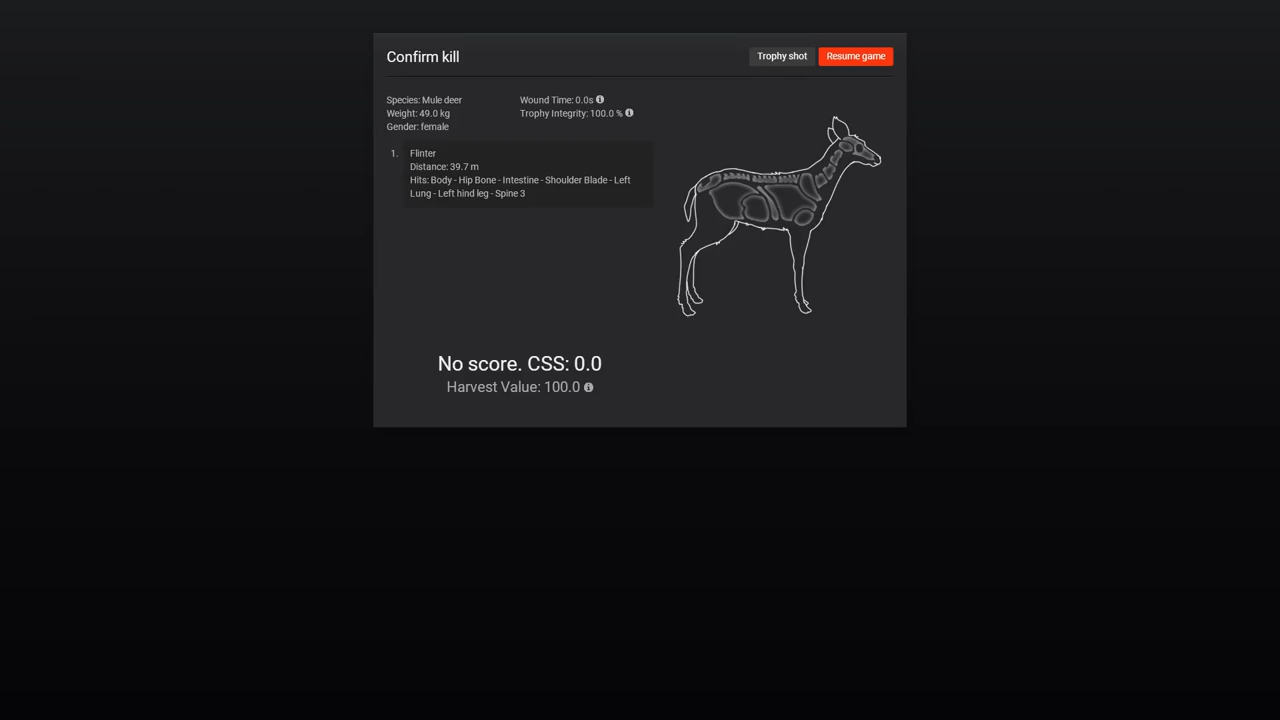 Confirm kill
Trophy shot
Resume game
Species: Mule deer
Weight: 49.0 kg
Gender: female
Wound Time: 0.0s
Trophy Integrity: 100.0 %
1. Flinter
Distance: 39.7 m
Hits: Body - Hip Bone - Intestine - Shoulder Blade - Left
Lung - Left hind leg - Spine 3
No score. CSS: 0.0
Harvest Value: 100.0